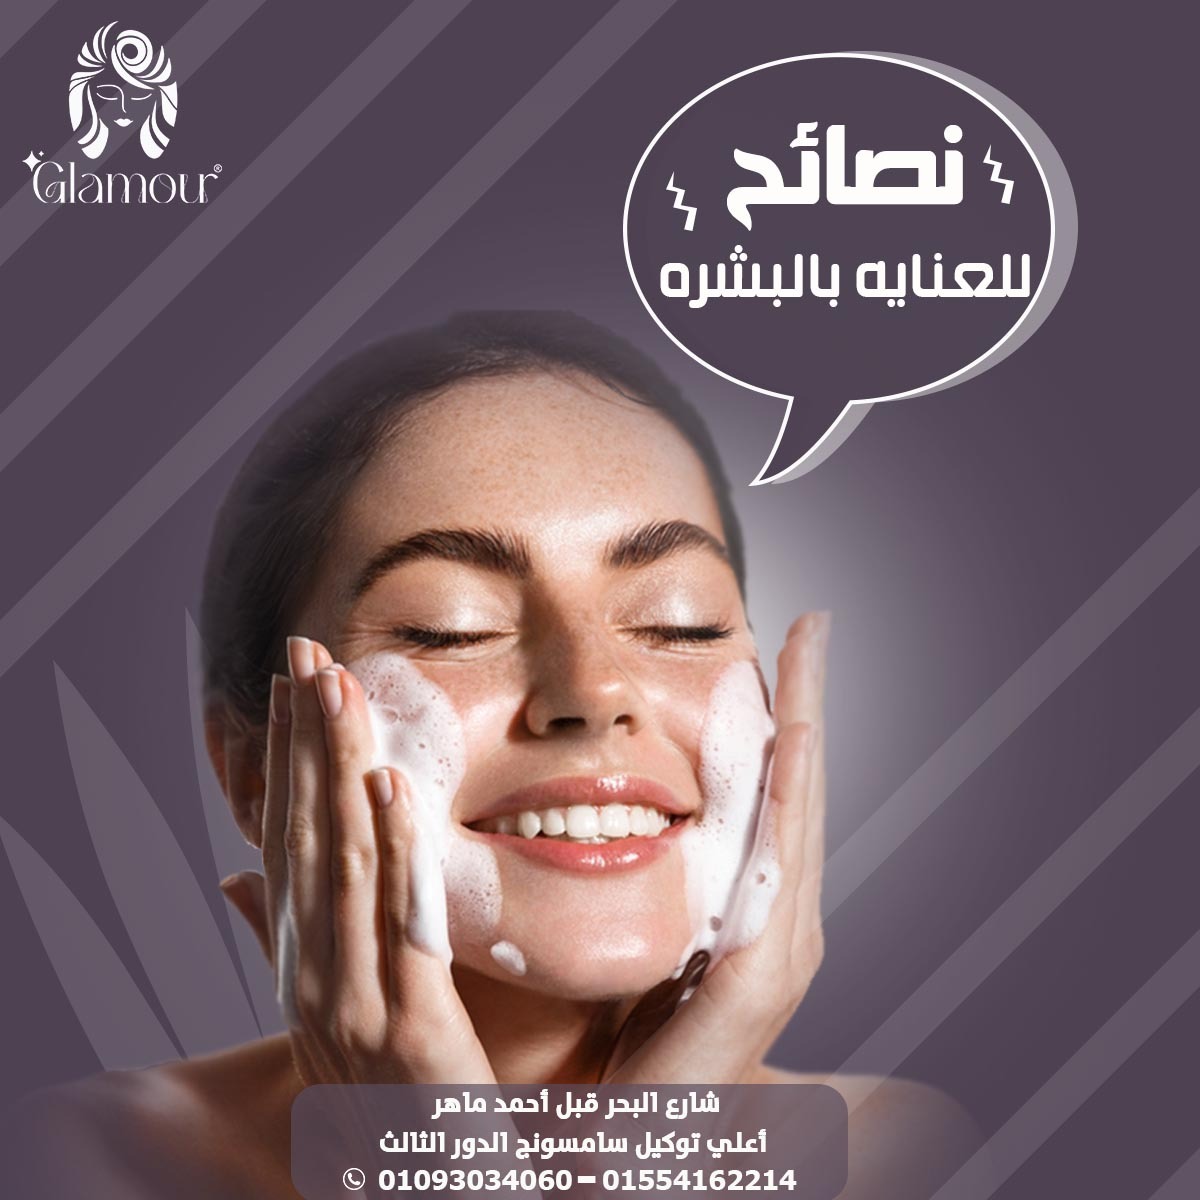 Glamour®
نصائح
للعنايه بالبشره
شارع البحر قبل أحمد ماهر
أعلي توكيل سامسونج الدور الثالث
01093034060 – 01554162214